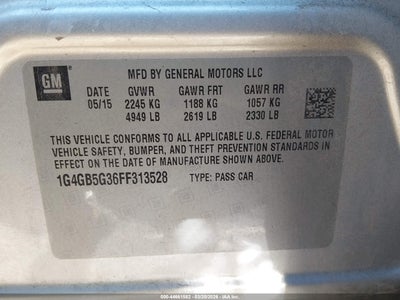 GM
MFD BY GENERAL MOTORS LLC
DATE GVWR GAWR FRT GAWR RR
05/15 2245 KG 1188 KG 1057 KG
4949 LB 2619 LB 2330 LB
THIS VEHICLE CONFORMS TO ALL APPLICABLE U.S. FEDERAL MOTOR
VEHICLE SAFETY, BUMPER, AND THEFT PREVENTION STANDARDS IN
EFFECT ON THE DATE OF MANUFACTURE SHOWN ABOVE.
1G4GB5G36FF313528 TYPE: PASS CAR